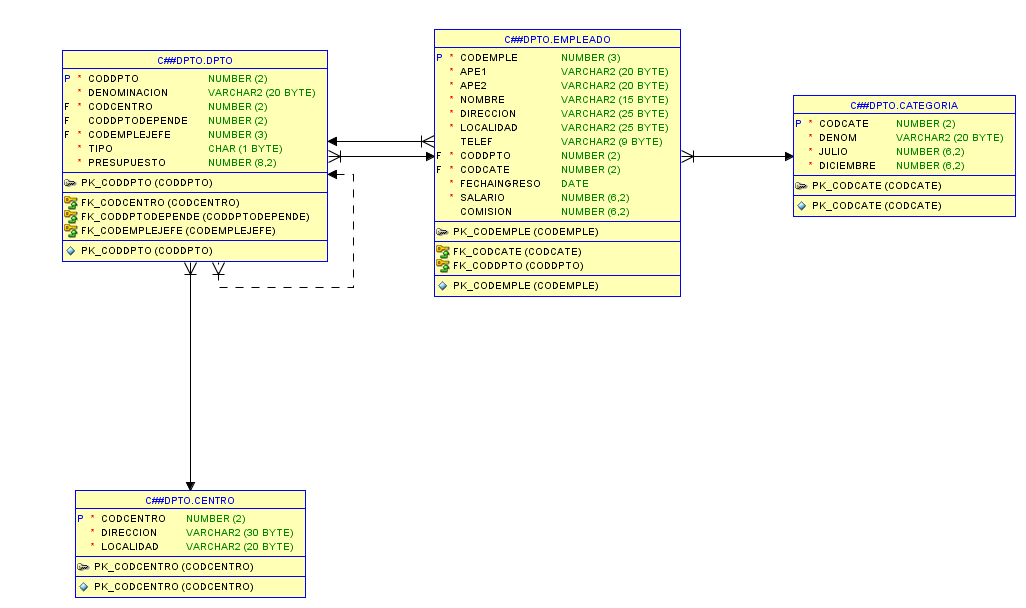 C##DPTO.DPTO
P * CODDPTO NUMBER (2)
* DENOMINACION VARCHAR2 (20 BYTE)
F * CODCENTRO NUMBER (2)
F CODDPTODEPENDE NUMBER (2)
F * CODEMPLEJEFE NUMBER (3)
* TIPO CHAR (1 BYTE)
* PRESUPUESTO NUMBER (8,2)
PK_CODDPTO (CODDPTO)
FK_CODCENTRO (CODCENTRO)
FK_CODDPTODEPENDE (CODDPTODEPENDE)
FK_CODEMPLEJEFE (CODEMPLEJEFE)
PK_CODDPTO (CODDPTO)
C##DPTO.EMPLEADO
P * CODEMPLE NUMBER (3)
* APE1 VARCHAR2 (20 BYTE)
* APE2 VARCHAR2 (20 BYTE)
* NOMBRE VARCHAR2 (15 BYTE)
* DIRECCION VARCHAR2 (25 BYTE)
* LOCALIDAD VARCHAR2 (25 BYTE)
TELEF VARCHAR2 (9 BYTE)
F * CODDPTO NUMBER (2)
F * CODCATE NUMBER (2)
* FECHAINGRESO DATE
* SALARIO NUMBER (6,2)
COMISION NUMBER (6,2)
PK_CODEMPLE (CODEMPLE)
FK_CODCATE (CODCATE)
FK_CODDPTO (CODDPTO)
PK_CODEMPLE (CODEMPLE)
C##DPTO.CATEGORIA
P * CODCATE NUMBER (2)
* DENOM VARCHAR2 (20 BYTE)
* JULIO NUMBER (6,2)
* DICIEMBRE NUMBER (6,2)
PK_CODCATE (CODCATE)
PK_CODCATE (CODCATE)
C##DPTO.CENTRO
P * CODCENTRO NUMBER (2)
* DIRECCION VARCHAR2 (30 BYTE)
* LOCALIDAD VARCHAR2 (20 BYTE)
PK_CODCENTRO (CODCENTRO)
PK_CODCENTRO (CODCENTRO)